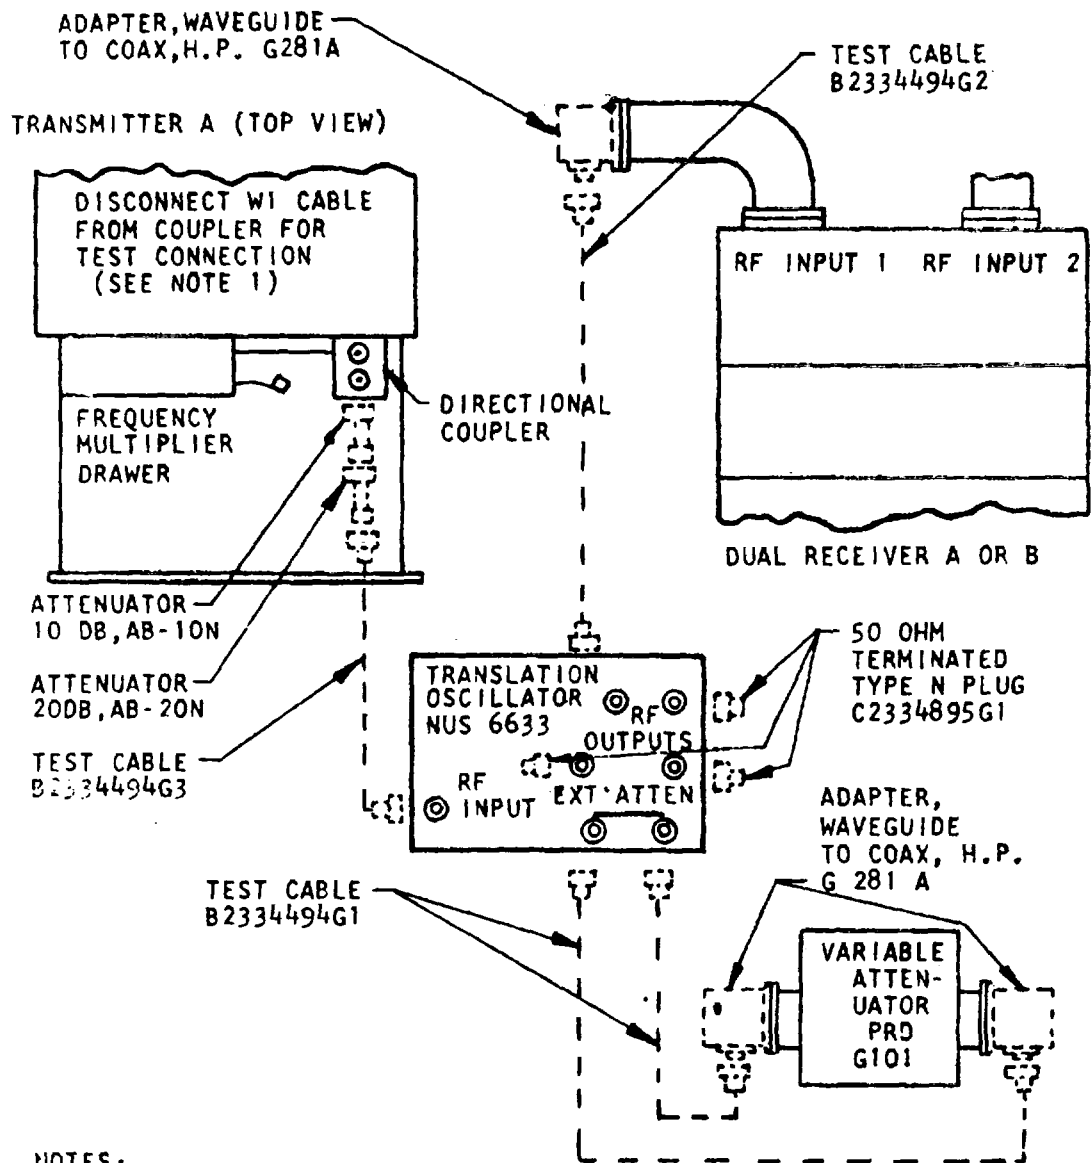 ADAPTER, WAVEGUIDE
TO COAX, H.P. G281A
TEST CABLE
B2334494G2
TRANSMITTER A (TOP VIEW)
DISCONNECT W1 CABLE
FROM COUPLER FOR
TEST CONNECTION
(SEE NOTE 1)
RF INPUT 1
RF INPUT 2
FREQUENCY
MULTIPLIER
DRAWER
DIRECTIONAL
COUPLER
DUAL RECEIVER A OR B
ATTENUATOR
10 DB, AB-10N
ATTENUATOR
20DB, AB-20N
TEST CABLE
B2334494G3
TRANSLATION
OSCILLATOR
NUS 6633
RF
OUTPUTS
RF
INPUT
EXT ATTEN
50 OHM
TERMINATED
TYPE N PLUG
C2334895G1
ADAPTER,
WAVEGUIDE
TO COAX, H.P.
G 281 A
TEST CABLE
B2334494G1
VARIABLE
ATTEN-
UATOR
PRD
G101
NOTES: